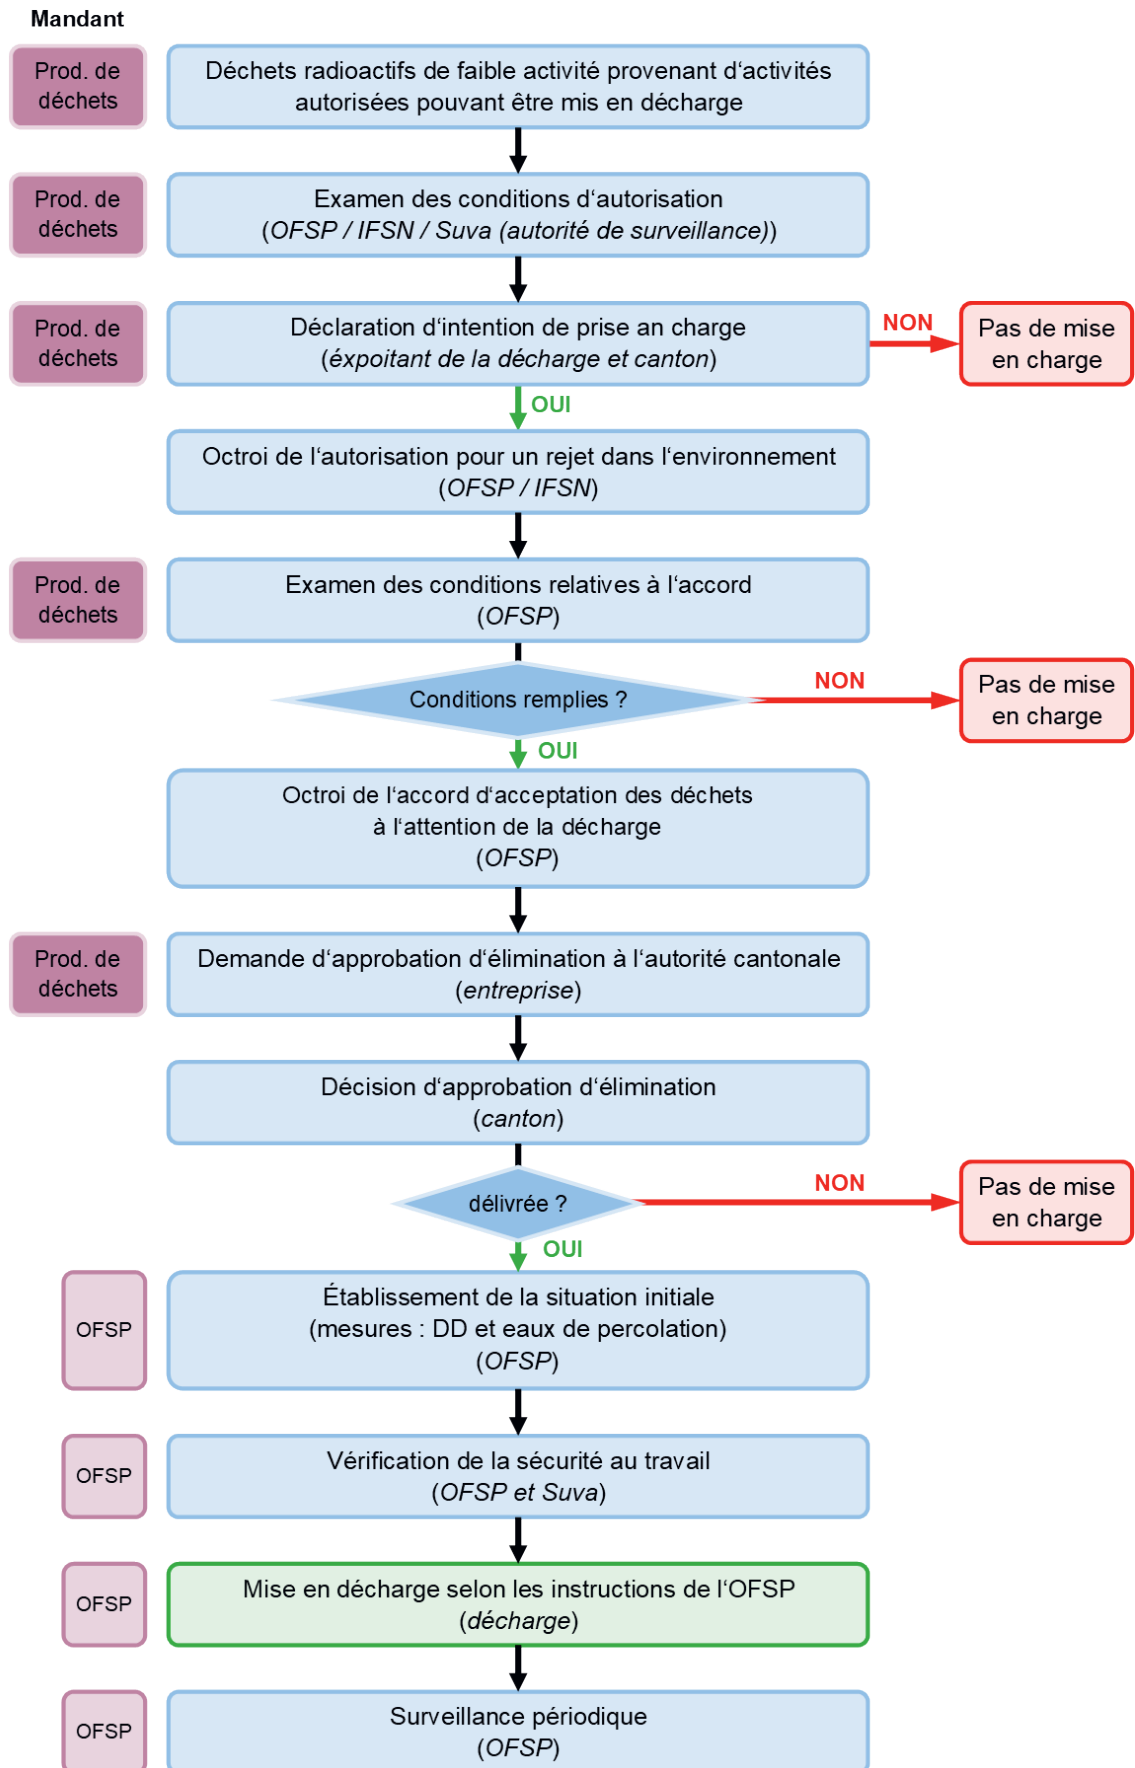 Mandant
Prod. de
déchets
Déchets radioactifs de faible activité provenant d‘activités
autorisées pouvant être mis en décharge
Prod. de
déchets
Examen des conditions d‘autorisation
(OFSP / IFSN / Suva (autorité de surveillance))
Prod. de
déchets
Déclaration d‘intention de prise an charge
(éxpoitant de la décharge et canton)
NON
Pas de mise
en charge
OUI
Octroi de l‘autorisation pour un rejet dans l‘environnement
(OFSP / IFSN)
Prod. de
déchets
Examen des conditions relatives à l‘accord
(OFSP)
Conditions remplies ?
NON
Pas de mise
en charge
OUI
Octroi de l‘accord d‘acceptation des déchets
à l‘attention de la décharge
(OFSP)
Prod. de
déchets
Demande d‘approbation d‘élimination à l‘autorité cantonale
(entreprise)
Décision d‘approbation d‘élimination
(canton)
délivrée ?
NON
Pas de mise
en charge
OUI
OFSP
Établissement de la situation initiale
(mesures : DD et eaux de percolation)
(OFSP)
OFSP
Vérification de la sécurité au travail
(OFSP et Suva)
OFSP
Mise en décharge selon les instructions de l‘OFSP
(décharge)
OFSP
Surveillance périodique
(OFSP)